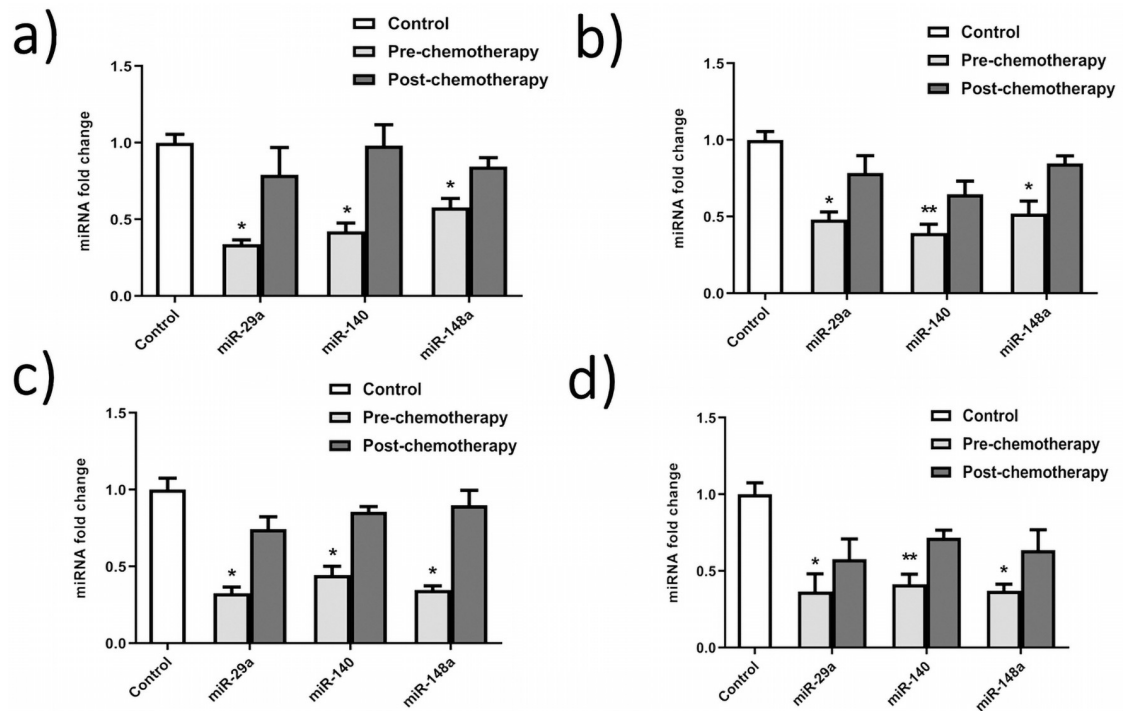 a)
Control
Pre-chemotherapy
Post-chemotherapy
miRNA fold change
1.5
1.0
0.5
0.0
*
*
*
Control
miR-29a
miR-140
miR-148a
b)
Control
Pre-chemotherapy
Post-chemotherapy
miRNA fold change
1.5
1.0
0.5
0.0
*
**
*
Control
miR-29a
miR-140
miR-148a
c)
Control
Pre-chemotherapy
Post-chemotherapy
miRNA fold change
1.5
1.0
0.5
0.0
*
*
*
Control
miR-29a
miR-140
miR-148a
d)
Control
Pre-chemotherapy
Post-chemotherapy
miRNA fold change
1.5
1.0
0.5
0.0
*
**
*
Control
miR-29a
miR-140
miR-148a